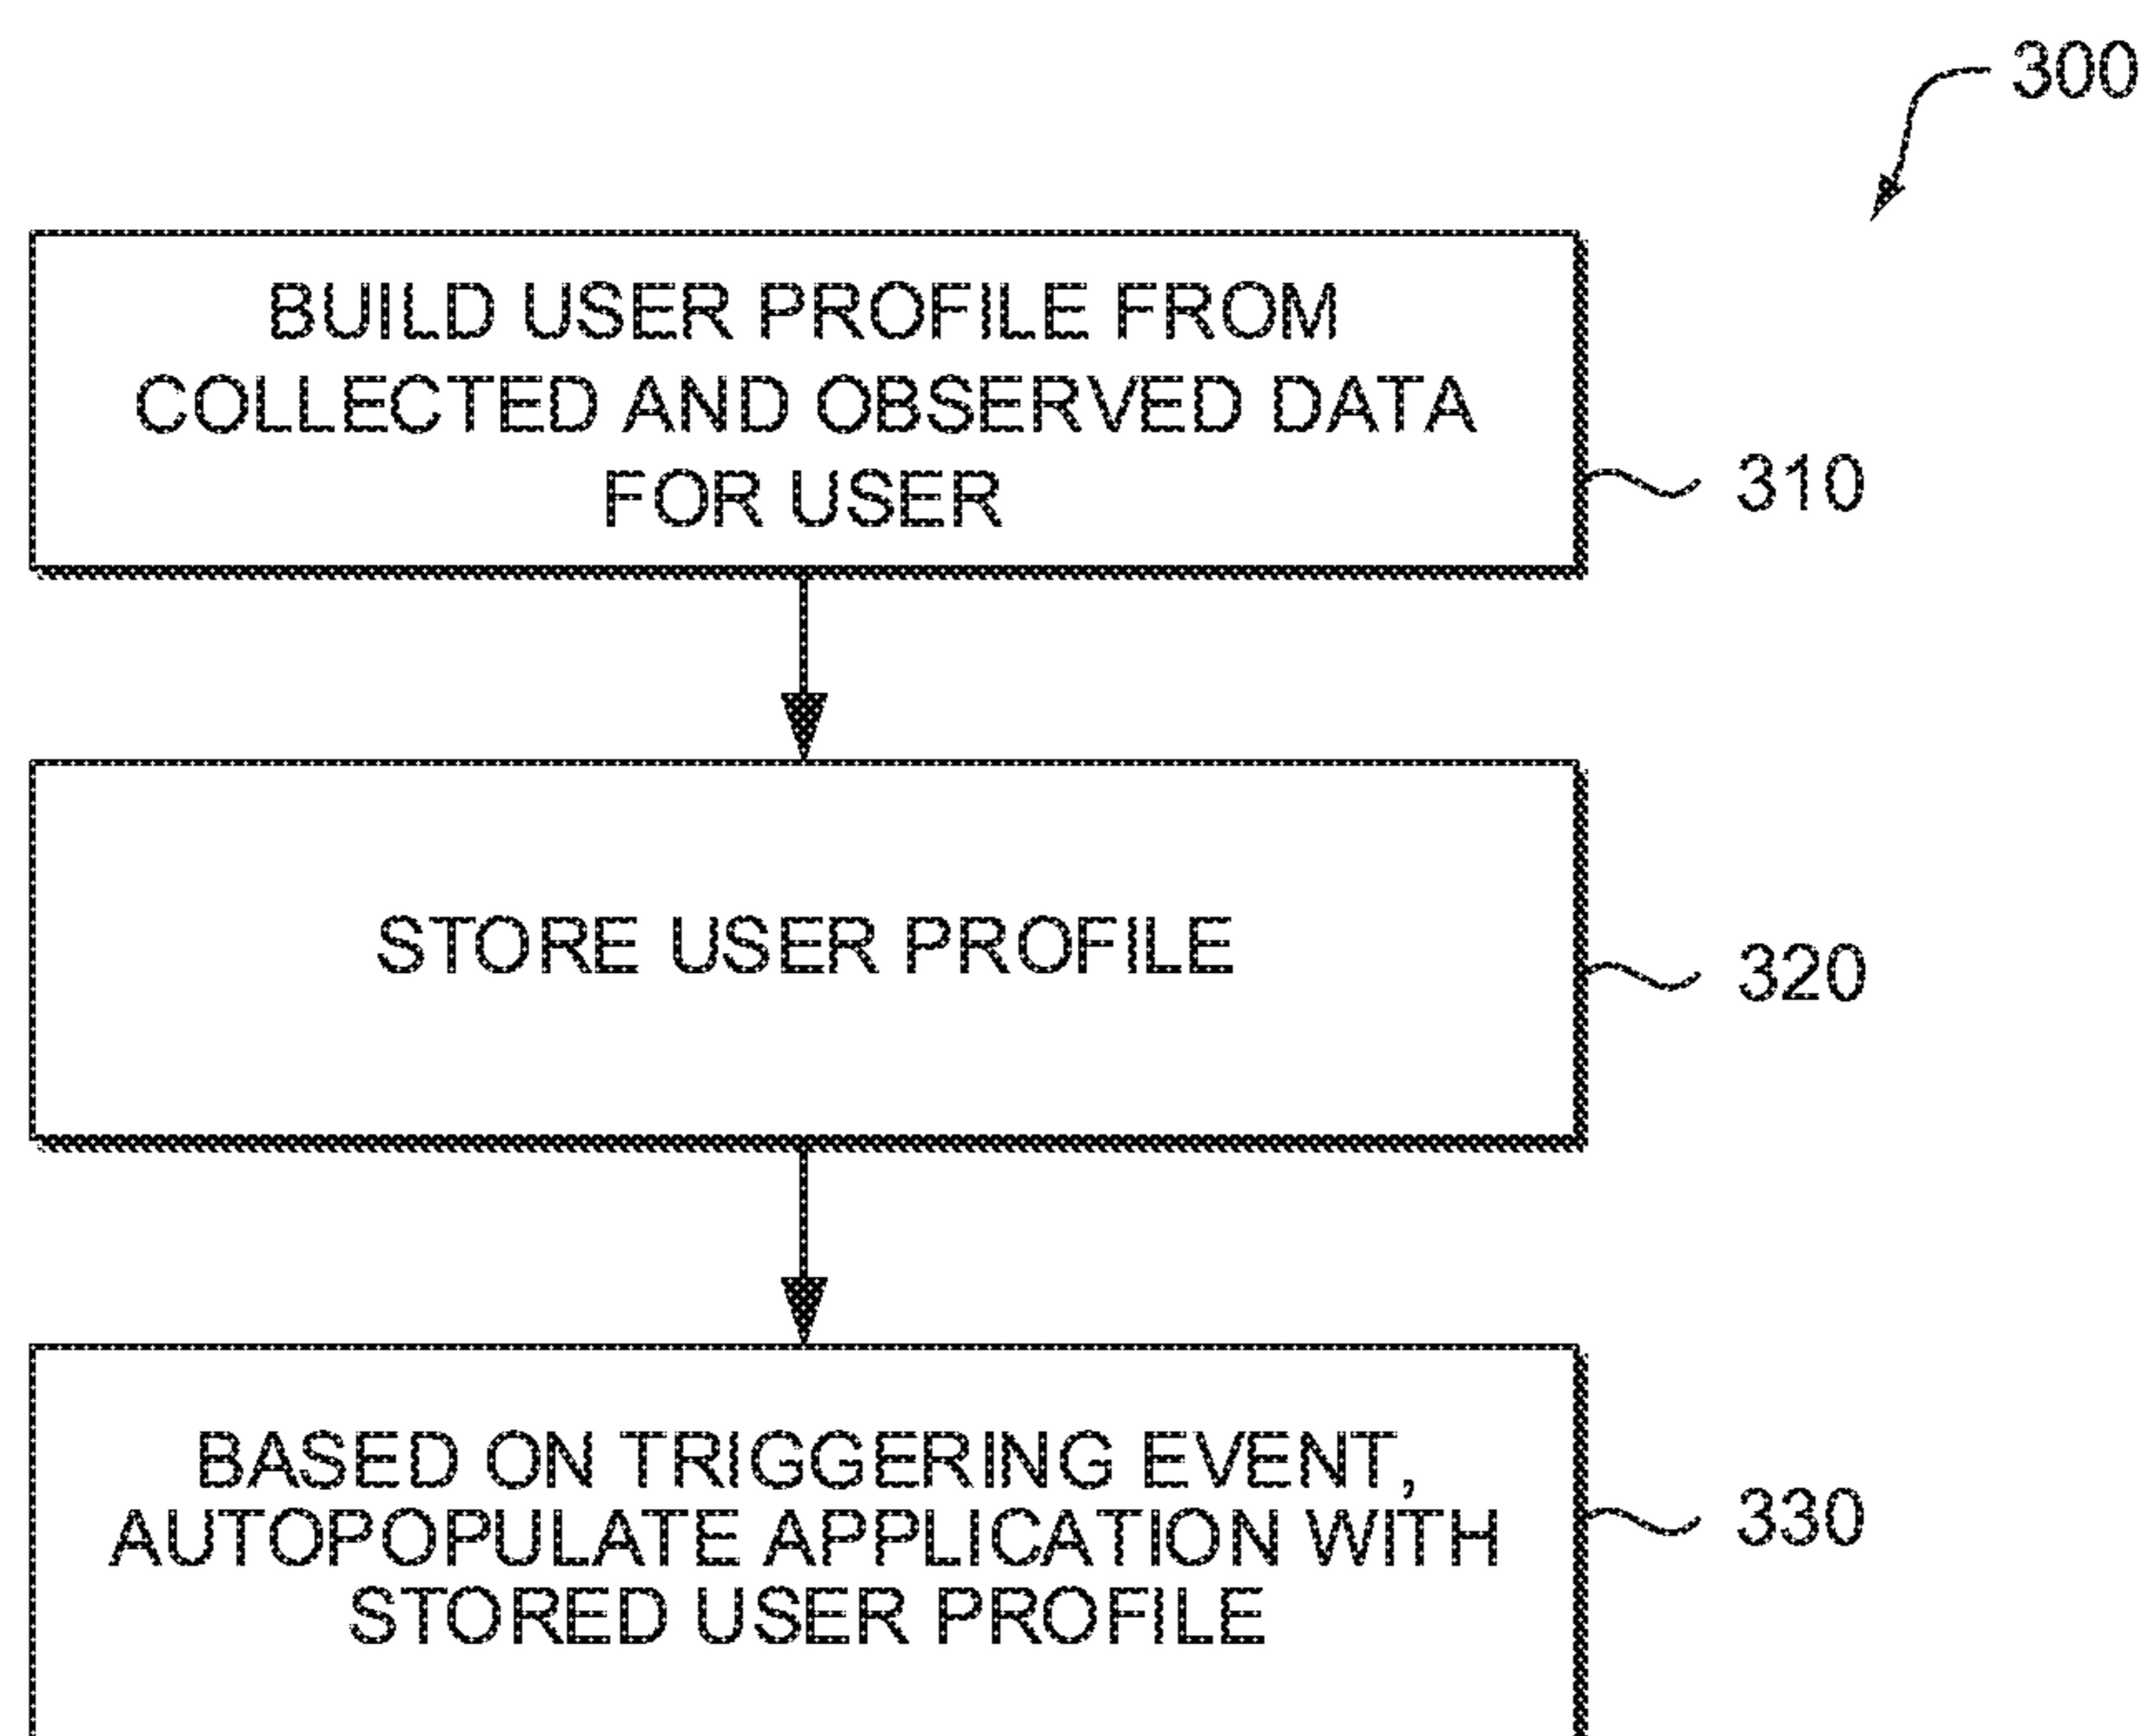 300
BUILD USER PROFILE FROM
COLLECTED AND OBSERVED DATA
FOR USER
310
STORE USER PROFILE
320
BASED ON TRIGGERING EVENT,
AUTOPOPULATE APPLICATION WITH
STORED USER PROFILE
330